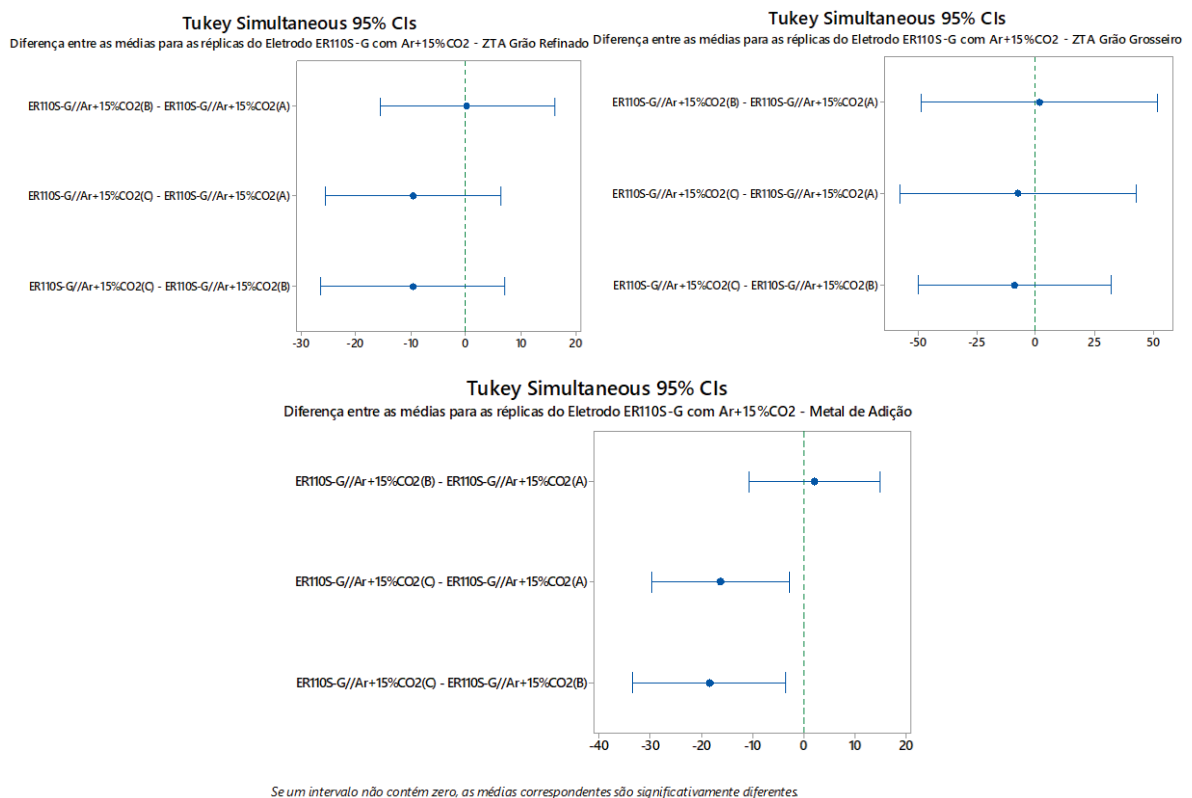 Tukey Simultaneous 95% CIs
Diferença entre as médias para as réplicas do Eletrodo ER110S-G com Ar+15%CO2 - ZTA Grão Refinado
ER110S-G//Ar+15%CO2(B) - ER110S-G//Ar+15%CO2(A)
ER110S-G//Ar+15%CO2(C) - ER110S-G//Ar+15%CO2(A)
ER110S-G//Ar+15%CO2(C) - ER110S-G//Ar+15%CO2(B)
-30 -20 -10 0 10 20
Tukey Simultaneous 95% CIs
Diferença entre as médias para as réplicas do Eletrodo ER110S-G com Ar+15%CO2 - ZTA Grão Grosseiro
ER110S-G//Ar+15%CO2(B) - ER110S-G//Ar+15%CO2(A)
ER110S-G//Ar+15%CO2(C) - ER110S-G//Ar+15%CO2(A)
ER110S-G//Ar+15%CO2(C) - ER110S-G//Ar+15%CO2(B)
-50 -25 0 25 50
Tukey Simultaneous 95% CIs
Diferença entre as médias para as réplicas do Eletrodo ER110S-G com Ar+15%CO2 - Metal de Adição
ER110S-G//Ar+15%CO2(B) - ER110S-G//Ar+15%CO2(A)
ER110S-G//Ar+15%CO2(C) - ER110S-G//Ar+15%CO2(A)
ER110S-G//Ar+15%CO2(C) - ER110S-G//Ar+15%CO2(B)
-40 -30 -20 -10 0 10 20
Se um intervalo não contém zero, as médias correspondentes são significativamente diferentes.